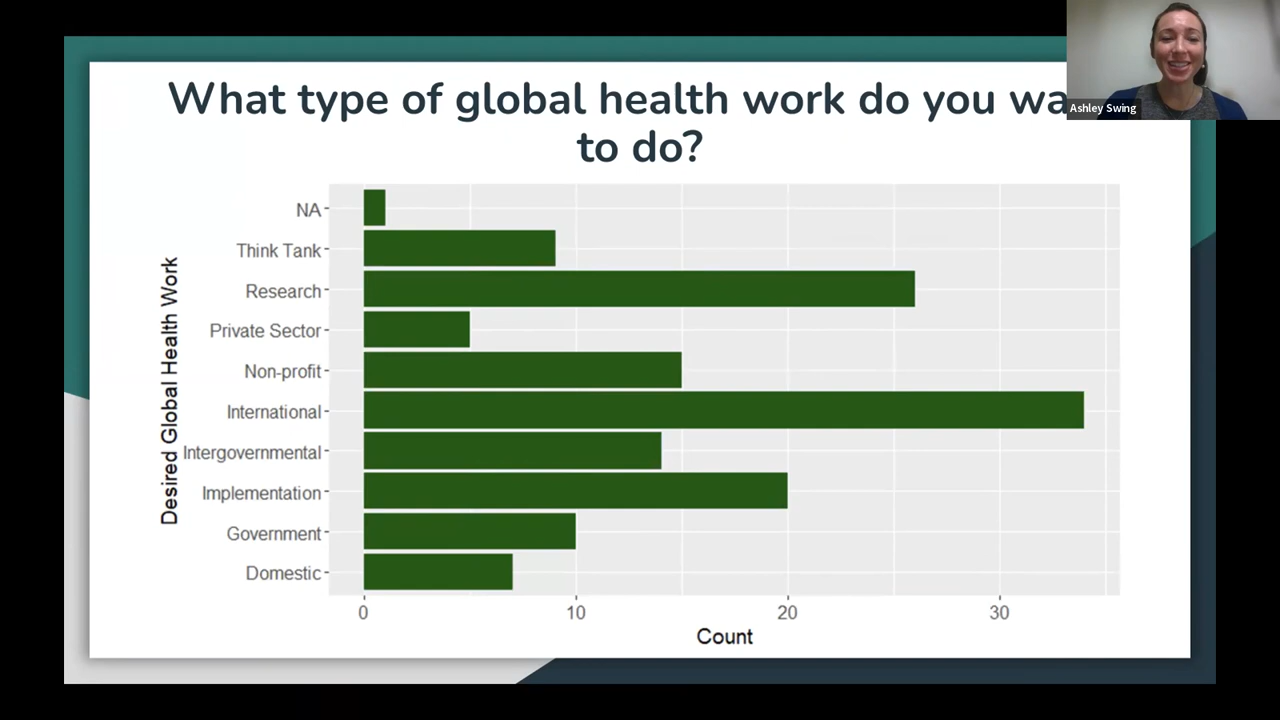 What type of global health work do you wa
to do?
Ashley Swing
Desired Global Health Work
NA
Think Tank
Research
Private Sector
Non-profit
International
Intergovernmental
Implementation
Government
Domestic
0 10 20 30
Count